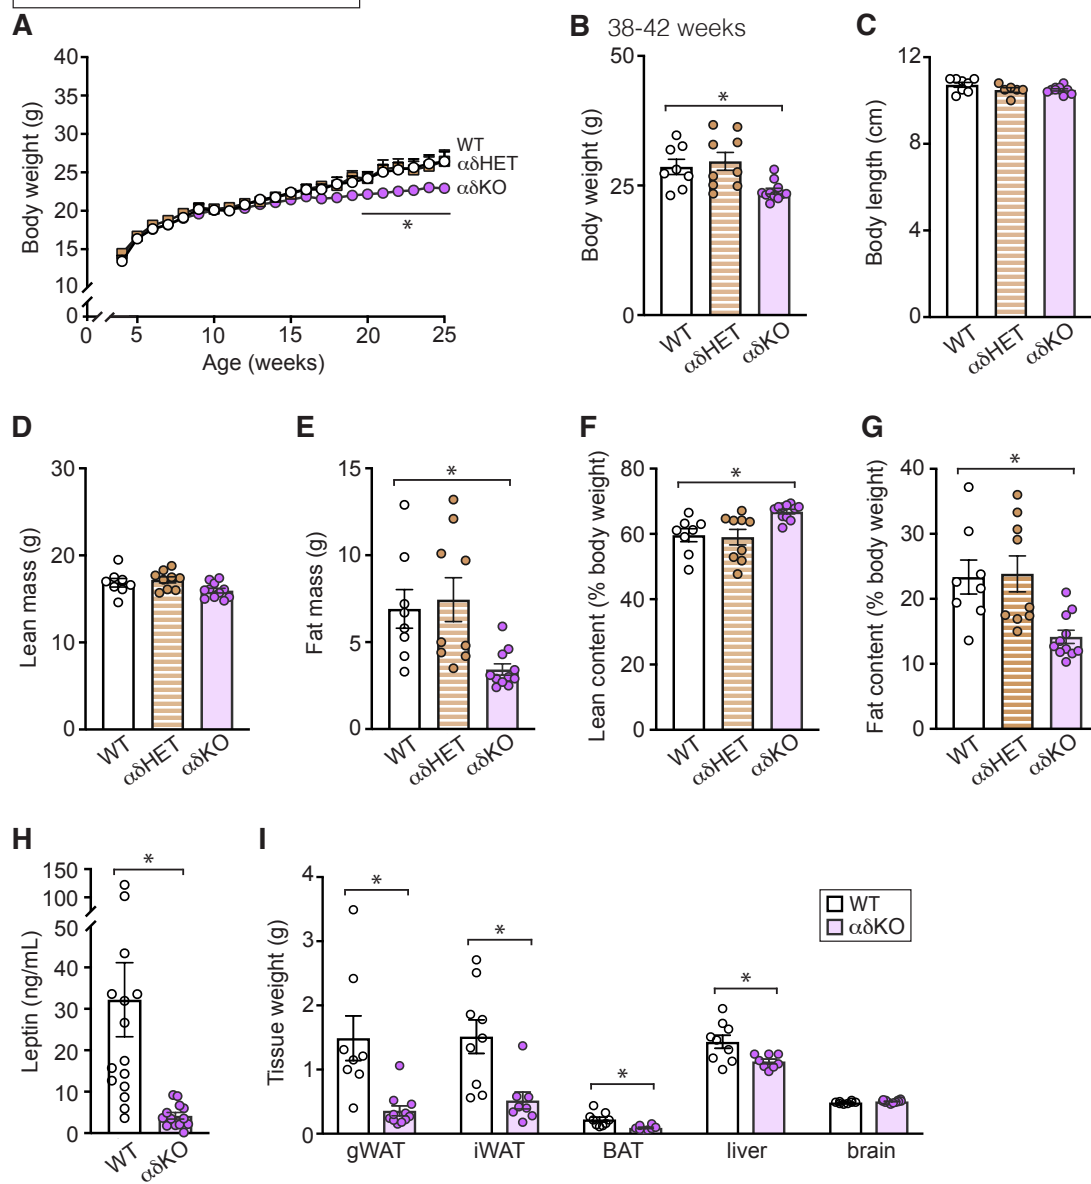 A
Body weight (g)
40
35
30
25
20
15
10
0
0
5
10
15
20
25
Age (weeks)
WT
αδHET
αδKO
*
B
38-42 weeks
Body weight (g)
50
25
0
*
WT
αδHET
αδKO
C
Body length (cm)
12
8
4
0
WT
αδHET
αδKO
D
Lean mass (g)
30
20
10
0
WT
αδHET
αδKO
E
Fat mass (g)
15
10
5
0
*
WT
αδHET
αδKO
F
Lean content (% body weight)
80
60
40
20
0
*
WT
αδHET
αδKO
G
Fat content (% body weight)
40
30
20
10
0
*
WT
αδHET
αδKO
H
Leptin (ng/mL)
150
100
50
40
30
20
10
0
*
WT
αδKO
I
Tissue weight (g)
4
3
2
1
0
*
*
*
*
gWAT
iWAT
BAT
liver
brain
WT
αδKO